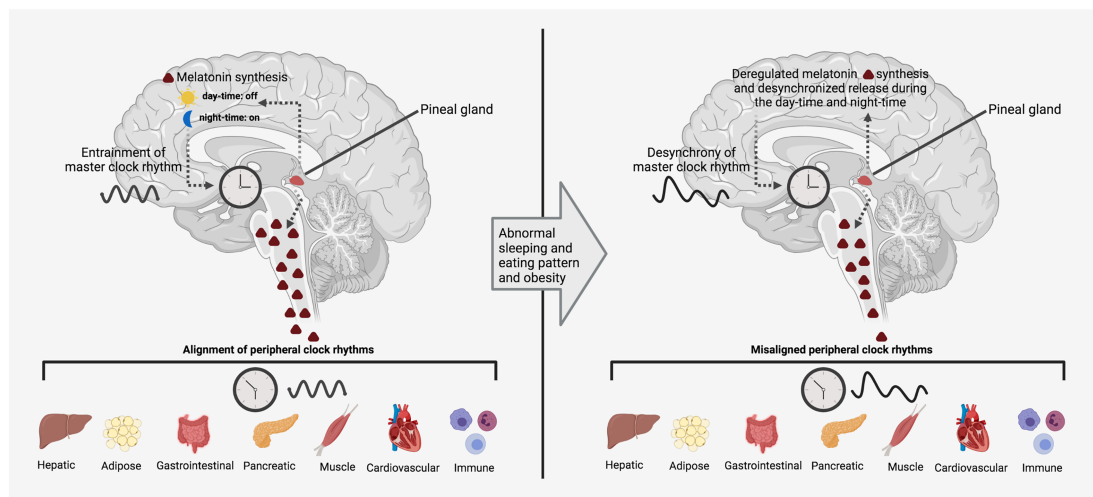 Melatonin synthesis
day-time: off
night-time: on
Pineal gland
Entrainment of
master clock rhythm
Alignment of peripheral clock rhythms
Hepatic
Adipose
Gastrointestinal
Pancreatic
Muscle
Cardiovascular
Immune
Abnormal
sleeping and
eating pattern
and obesity
Deregulated melatonin synthesis
and desynchronized release during
the day-time and night-time
Pineal gland
Desynchrony of
master clock rhythm
Misaligned peripheral clock rhythms
Hepatic
Adipose
Gastrointestinal
Pancreatic
Muscle
Cardiovascular
Immune